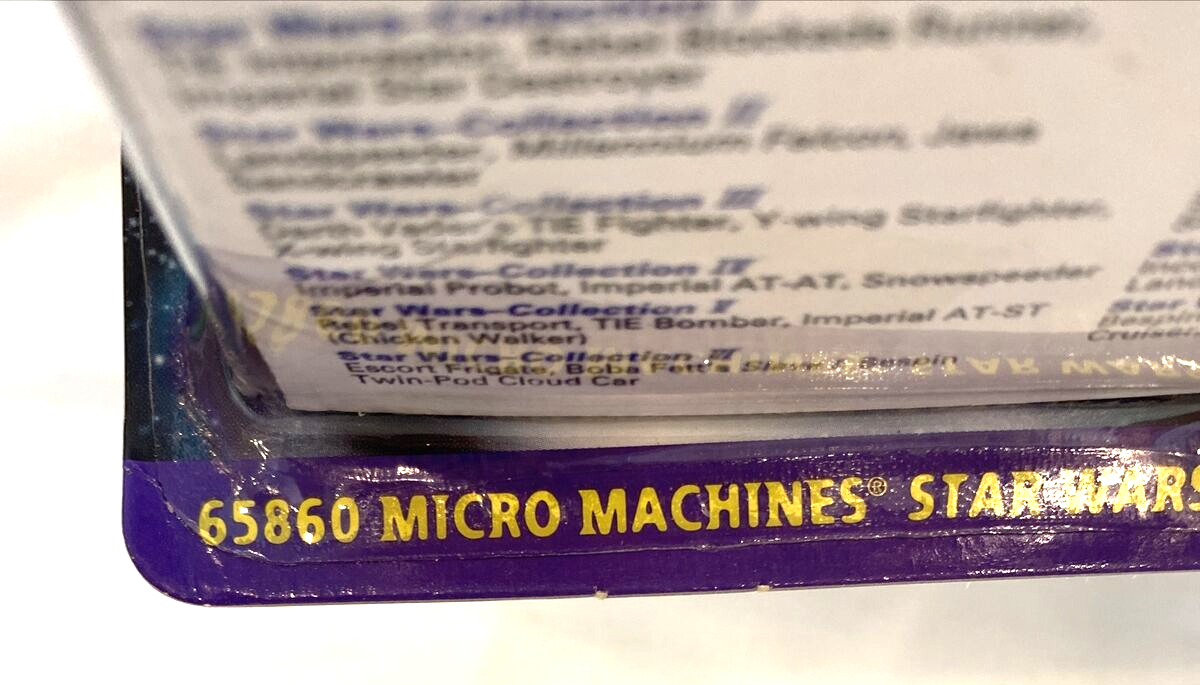 Star Wars-Collection I
TIE Interceptor, Rebel Blockade Runner,
Imperial Star Destroyer
Star Wars-Collection II
Landspeeder, Millennium Falcon, Jawa
Sandcrawler
Star Wars-Collection III
Darth Vader's TIE Fighter, Y-wing Starfighter,
X-wing Starfighter
Star Wars-Collection IV
Imperial Probot, Imperial AT-AT, Snowspeeder
Star Wars-Collection V
Rebel Transport, TIE Bomber, Imperial AT-ST
(Chicken Walker)
Star Wars-Collection VI
Escort Frigate, Boba Fett's Slave I, Bespin
Twin-Pod Cloud Car
Star
Cruiser
65860 MICRO MACHINES® STAR WARS